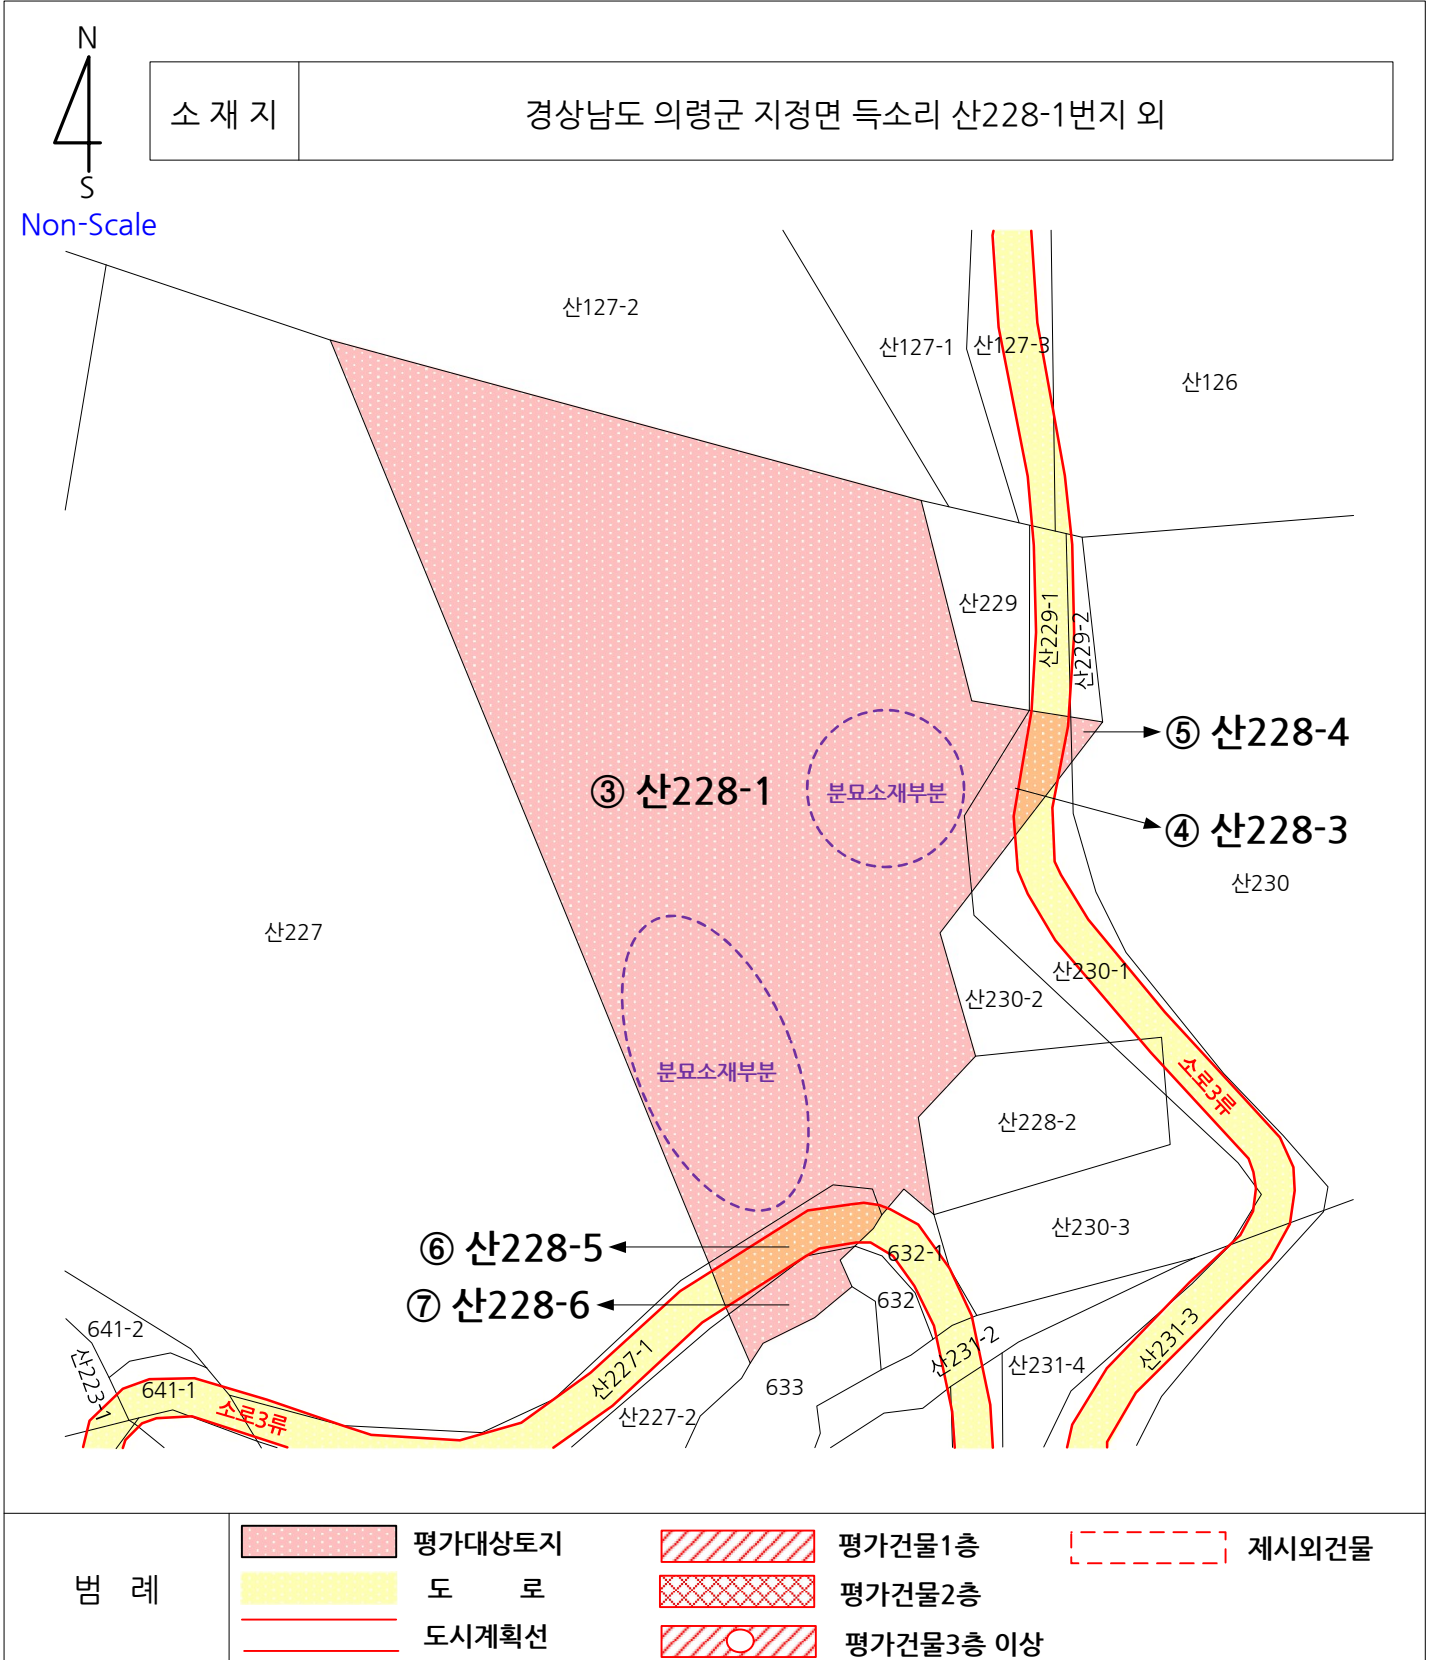 N
S
Non-Scale
소 재 지
경상남도 의령군 지정면 득소리 산228-1번지 외
산127-2
산127-1
산127-3
산126
산229
산229-1
산229-2
⑤ 산228-4
③ 산228-1
분묘소재부분
④ 산228-3
산230
산227
산230-1
산230-2
분묘소재부분
소로3류
산228-2
산230-3
⑥ 산228-5
632-1
⑦ 산228-6
632
641-2
산223-1
641-1
소로3류
산227-1
산227-2
633
산231-2
산231-4
산231-3
범 례
평가대상토지
도 로
도시계획선
평가건물1층
평가건물2층
평가건물3층 이상
제시외건물